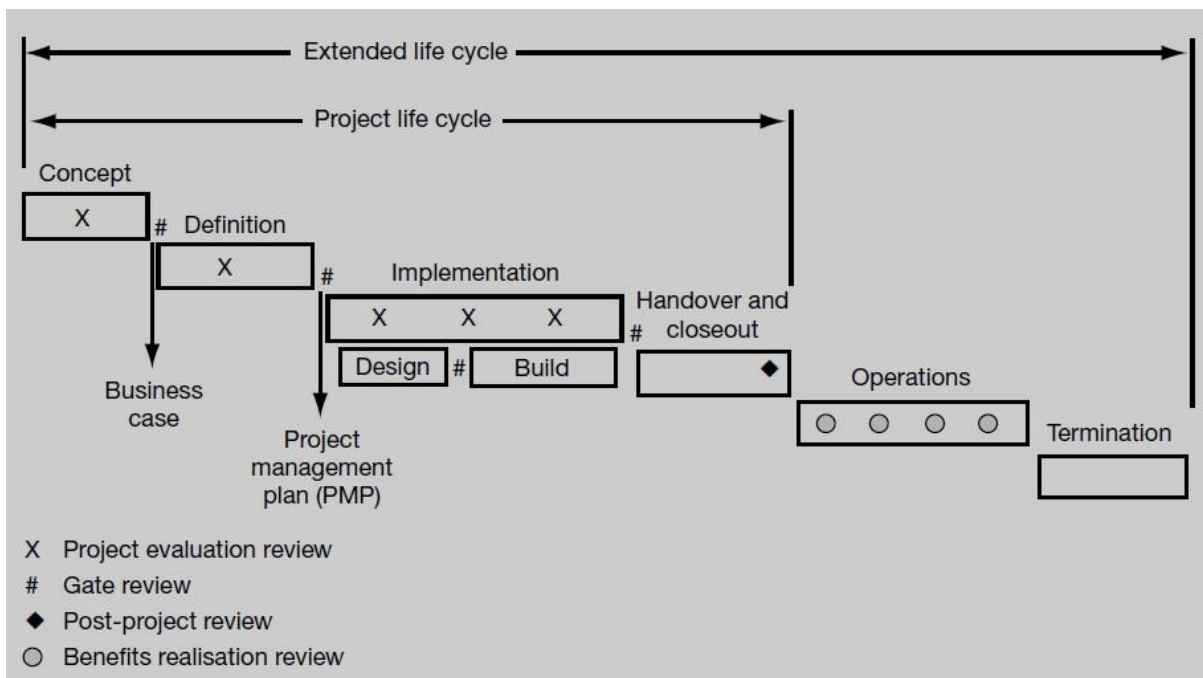 Extended life cycle
Project life cycle
Concept
X
# Definition
X
# Implementation
X X X
Handover and
closeout
#
Design # Build
◆
Business
case
Operations
Project
management
plan (PMP)
Termination
X Project evaluation review
# Gate review
◆ Post-project review
○ Benefits realisation review